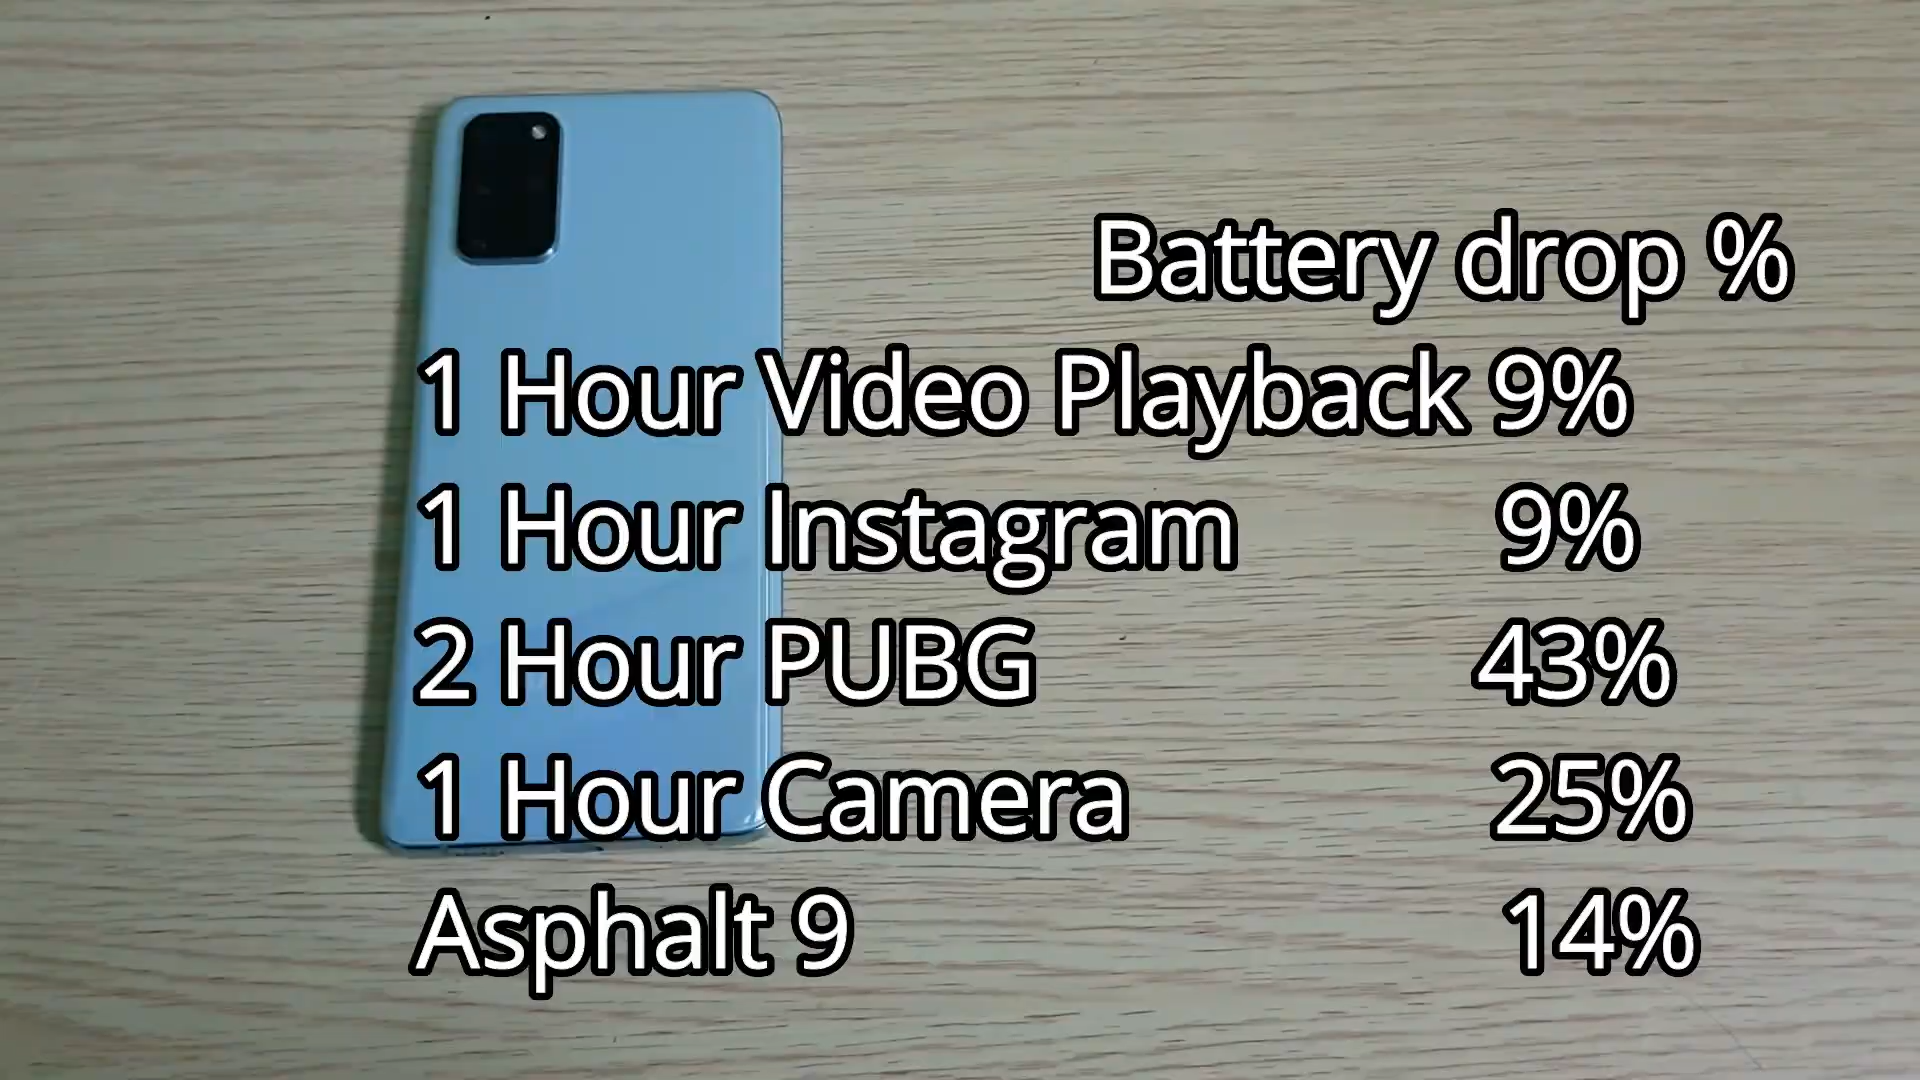 Battery drop %
1 Hour Video Playback 9%
1 Hour Instagram 9%
2 Hour PUBG 43%
1 Hour Camera 25%
Asphalt 9 14%